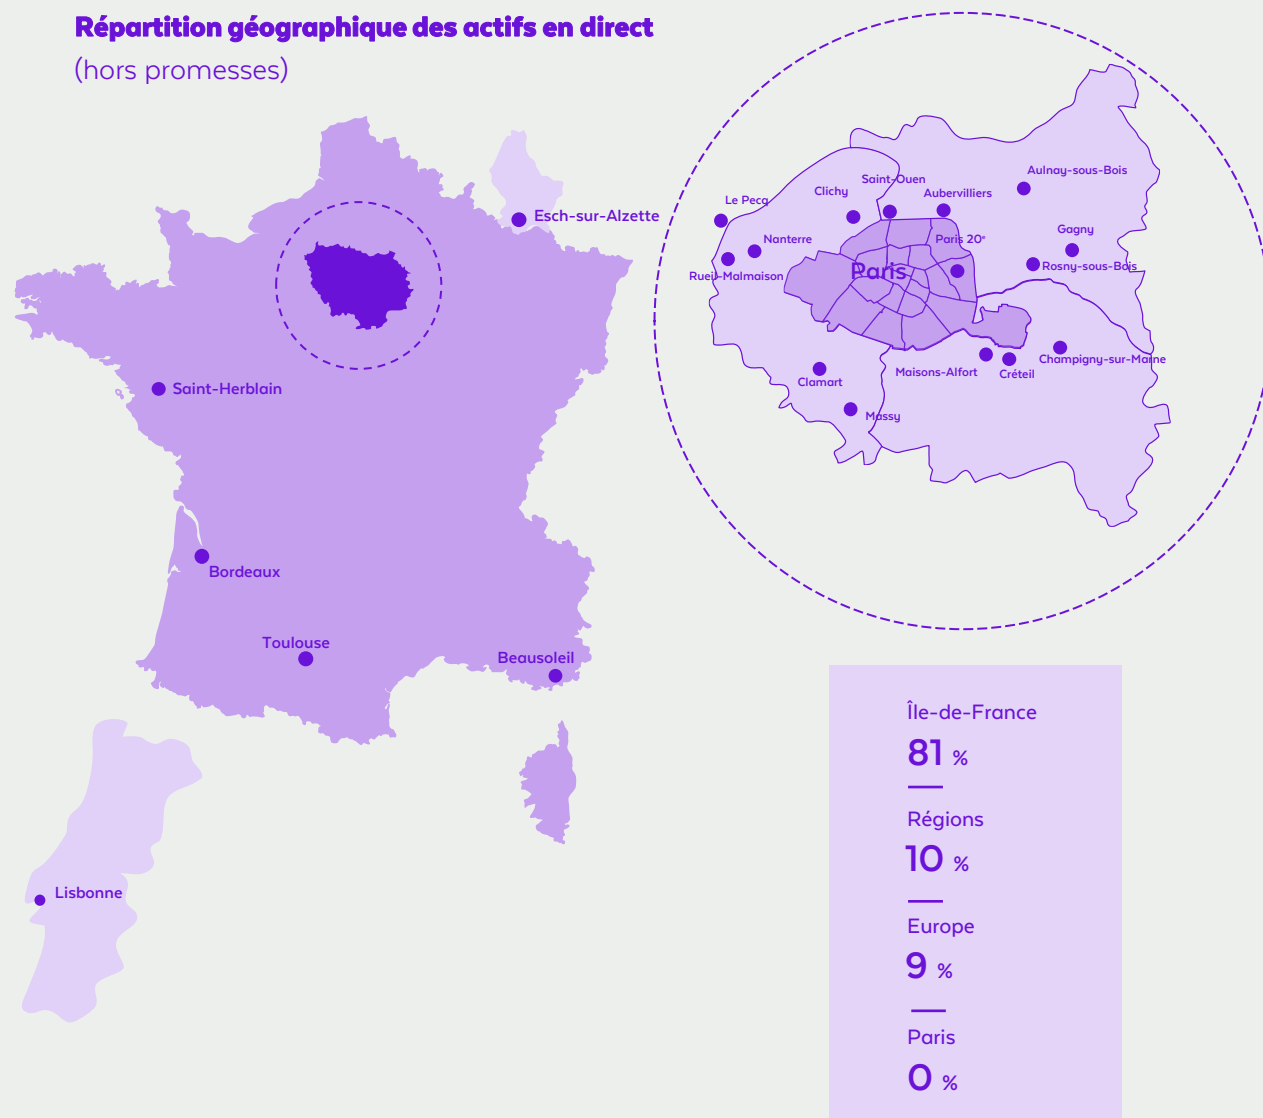 Répartition géographique des actifs en direct
(hors promesses)
Esch-sur-Alzette
Saint-Herblain
Bordeaux
Toulouse
Beausoleil
Lisbonne
Aulnay-sous-Bois
Saint-Ouen
Clichy
Aubervilliers
Le Pecq
Gagny
Nanterre
Paris 20e
Rosny-sous-Bois
Paris
Rueil-Malmaison
Champigny-sur-Marne
Maisons-Alfort
Créteil
Clamart
Massy
Île-de-France
81 %
Régions
10 %
Europe
9 %
Paris
0 %